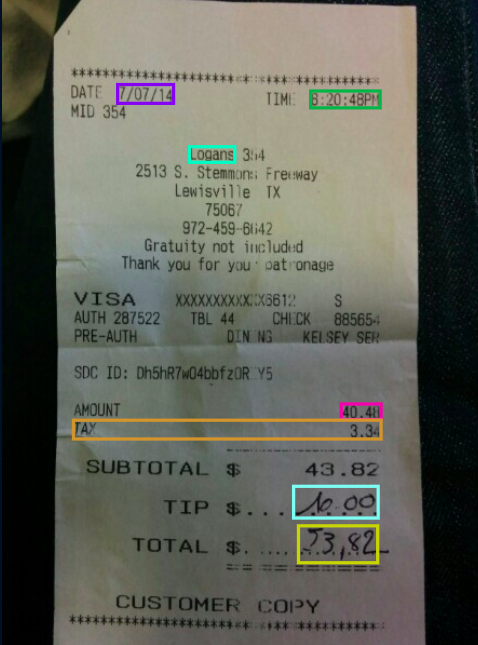 ********************************************
DATE 7/07/14 TIME 8:20:48PM
MID 354
Logans 354
2513 S. Stemmons Freeway
Lewisville TX
75067
972-459-6642
Gratuity not included
Thank you for your patronage
VISA XXXXXXXXXXXX6612 S
AUTH 287522 TBL 44 CHECK 885654
PRE-AUTH DINING KELSEY SER
SDC ID:
AMOUNT 40.48
TAX 3.34
SUBTOTAL $ 43.82
TIP $.... 10.00
TOTAL $. 53.82
CUSTOMER COPY
********************************************